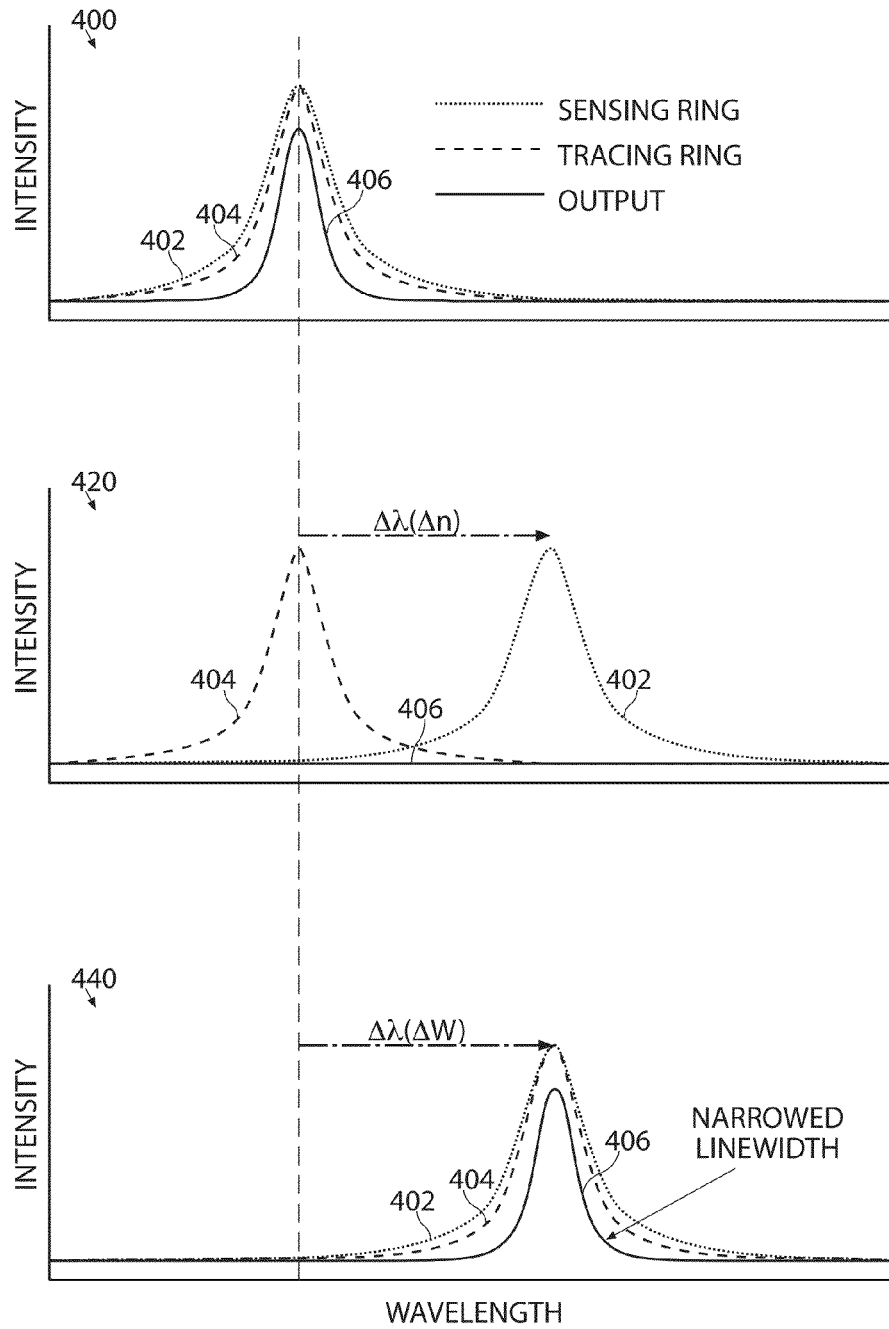 400
INTENSITY
SENSING RING
TRACING RING
OUTPUT
406
404
402
420
INTENSITY
Δλ(Δn)
404
406
402
440
INTENSITY
Δλ(ΔW)
NARROWED
LINEWIDTH
406
404
402
WAVELENGTH